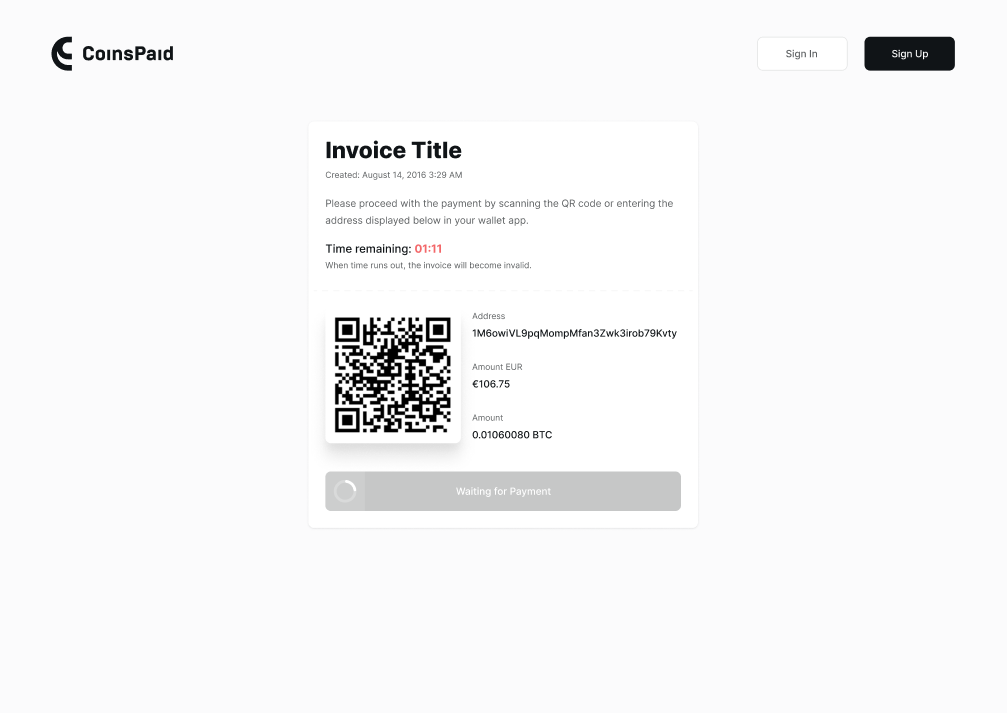 CoinsPaid
Sign In
Sign Up
Invoice Title
Created: August 14, 2016 3:29 AM
Please proceed with the payment by scanning the QR code or entering the
address displayed below in your wallet app.
Time remaining: 01:11
When time runs out, the invoice will become invalid.
Address
1M6owiVL9pqMompMfan3Zwk3irob79Kvty
Amount EUR
€106.75
Amount
0.01060080 BTC
Waiting for Payment